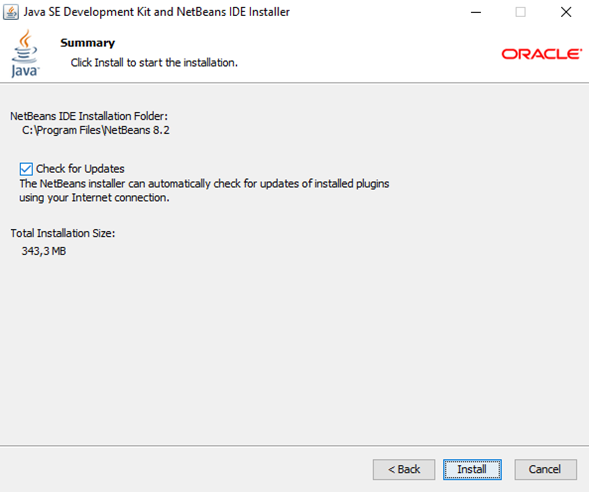 Java SE Development Kit and NetBeans IDE Installer
Summary
Click Install to start the installation.
Java
ORACLE
NetBeans IDE Installation Folder:
C:\Program Files\NetBeans 8.2
Check for Updates
The NetBeans installer can automatically check for updates of installed plugins
using your Internet connection.
Total Installation Size:
343,3 MB
< Back
Install
Cancel